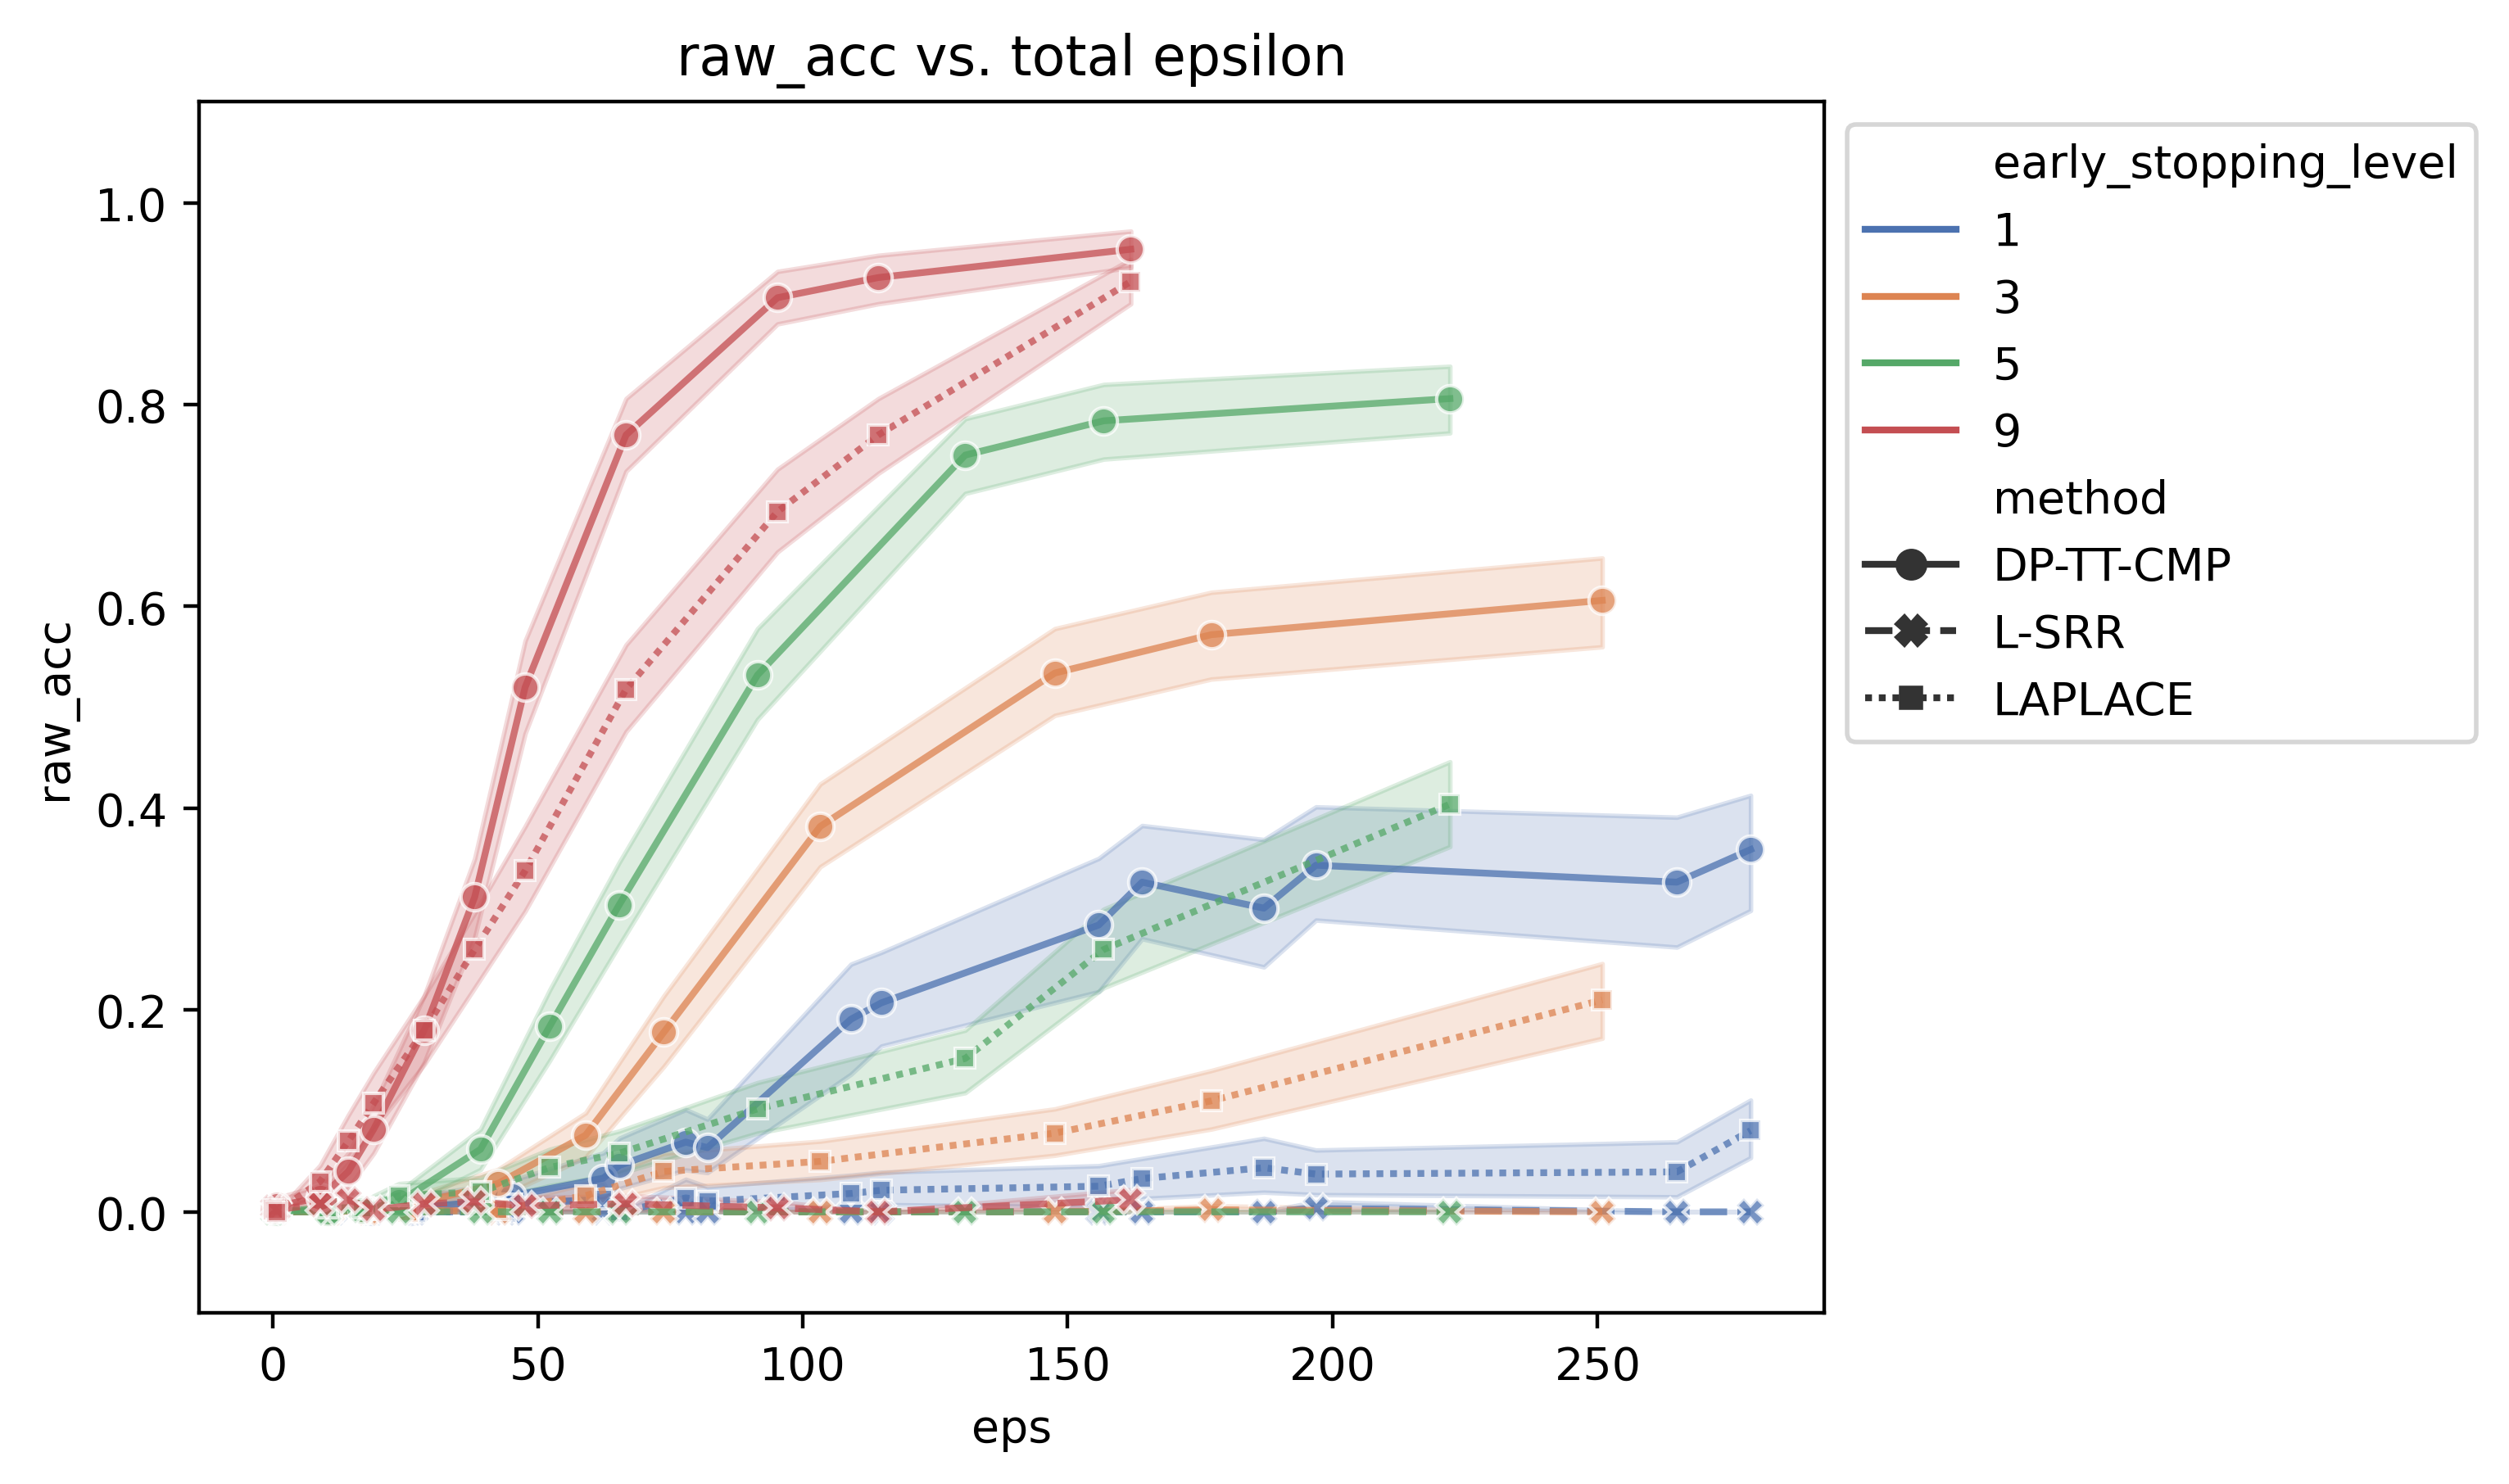 raw_acc vs. total epsilon
raw_acc
1.0
0.8
0.6
0.4
0.2
0.0
0 50 100 150 200 250
eps
early_stopping_level
1
3
5
9
method
DP-TT-CMP
L-SRR
LAPLACE